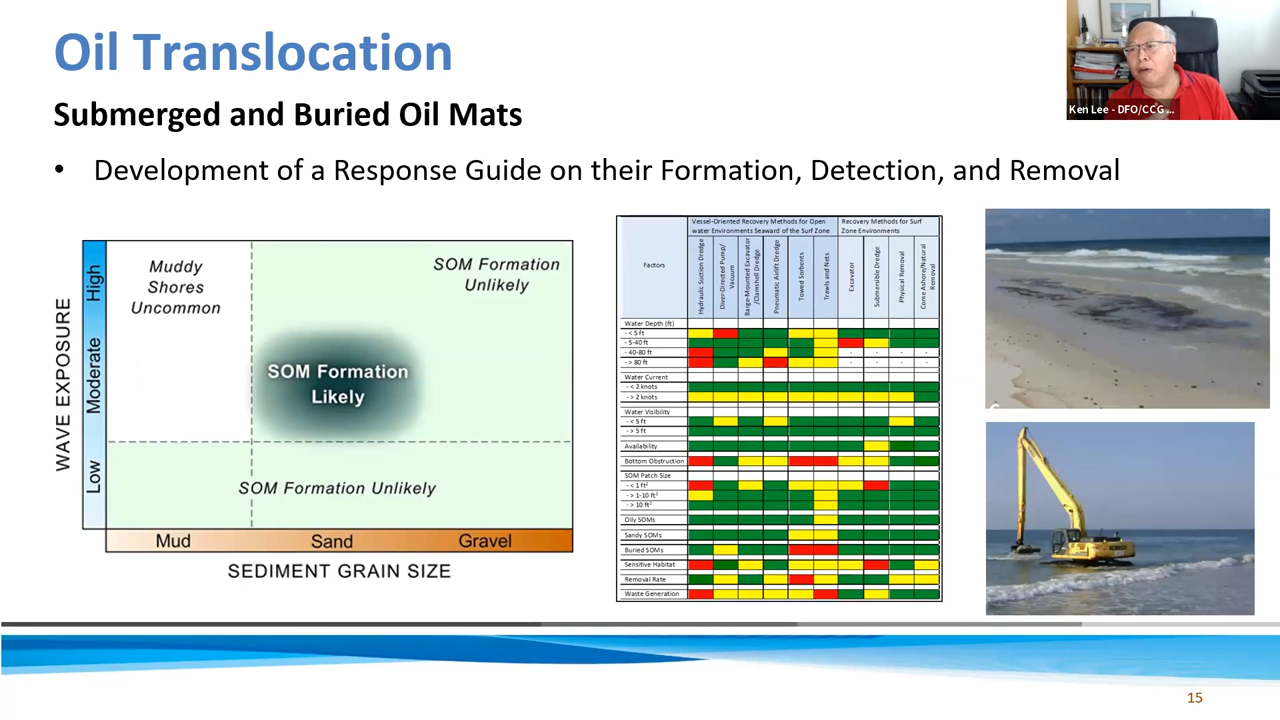 Oil Translocation
Ken Lee - DFO/CCG ...
Submerged and Buried Oil Mats
• Development of a Response Guide on their Formation, Detection, and Removal
WAVE EXPOSURE
High
Moderate
Low
Muddy
Shores
Uncommon
SOM Formation
Unlikely
SOM Formation
Likely
SOM Formation Unlikely
Mud
Sand
Gravel
SEDIMENT GRAIN SIZE
Vessel-Oriented Recovery Methods for Open
water Environments Seaward of the Surf Zone
Recovery Methods for Surf
Zone Environments
Factors
Hydraulic Suction Dredge
Diver-Directed Pump/
Vacuum
Barge-Mounted Excavator
/Clamshell Dredge
Pneumatic Airlift Dredge
Towed Sorbents
Trawls and Nets
Excavator
Submersible Dredge
Physical Removal
Come Ashore/Natural
Removal
Water Depth (ft)
- < 5 ft
- 5-40 ft
- 40-80 ft - - - -
- > 80 ft - - - -
Water Current
- < 2 knots
- > 2 knots
Water Visibility
- < 5 ft
- > 5 ft
Availability
Bottom Obstruction
SOM Patch Size
- < 1 ft²
- > 1-10 ft²
- > 10 ft²
Oily SOMs
Sandy SOMs
Buried SOMs
Sensitive Habitat
Removal Rate
Waste Generation
15